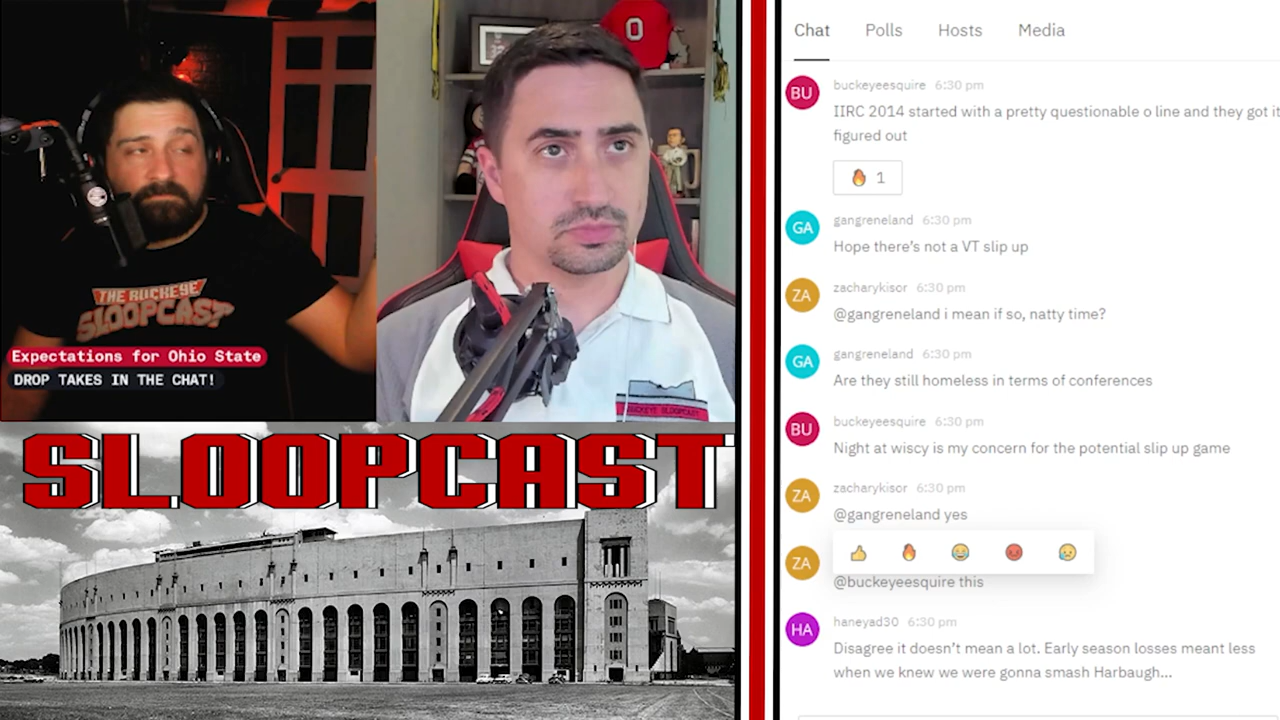 O
THE BUCKEYE
SLOOPCAST
Expectations for Ohio State
DROP TAKES IN THE CHAT!
BUCKEYE SLOOPCAST
SLOOPCAST
Chat Polls Hosts Media
BU
buckeyeesquire 6:30 pm
IIRC 2014 started with a pretty questionable o line and they got it
figured out
1
GA
gangreneland 6:30 pm
Hope there's not a VT slip up
ZA
zacharykisor 6:30 pm
@gangreneland i mean if so, natty time?
GA
gangreneland 6:30 pm
Are they still homeless in terms of conferences
BU
buckeyeesquire 6:30 pm
Night at wiscy is my concern for the potential slip up game
ZA
zacharykisor 6:30 pm
@gangreneland yes
ZA
@buckeyeesquire this
HA
haneyad30 6:30 pm
Disagree it doesn't mean a lot. Early season losses meant less
when we knew we were gonna smash Harbaugh...